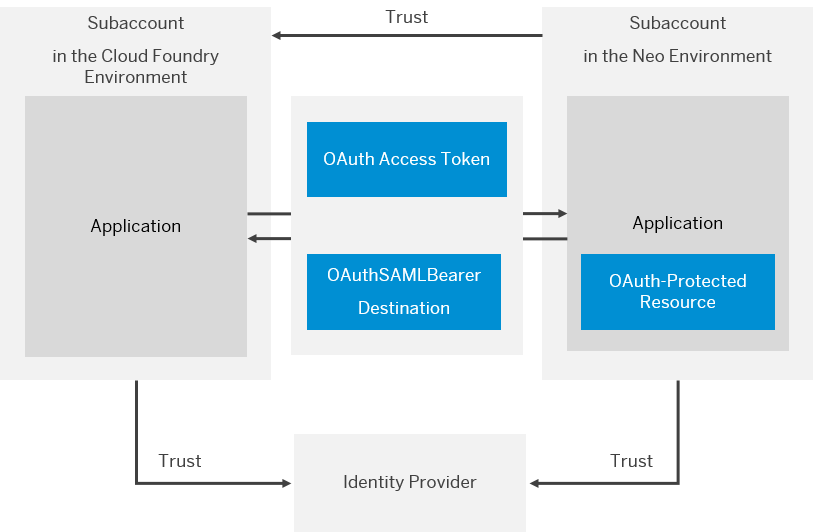 Subaccount
in the Cloud Foundry
Environment
Trust
Subaccount
in the Neo Environment
Application
OAuth Access Token
OAuthSAMLBearer
Destination
Application
OAuth-Protected
Resource
Trust
Identity Provider
Trust